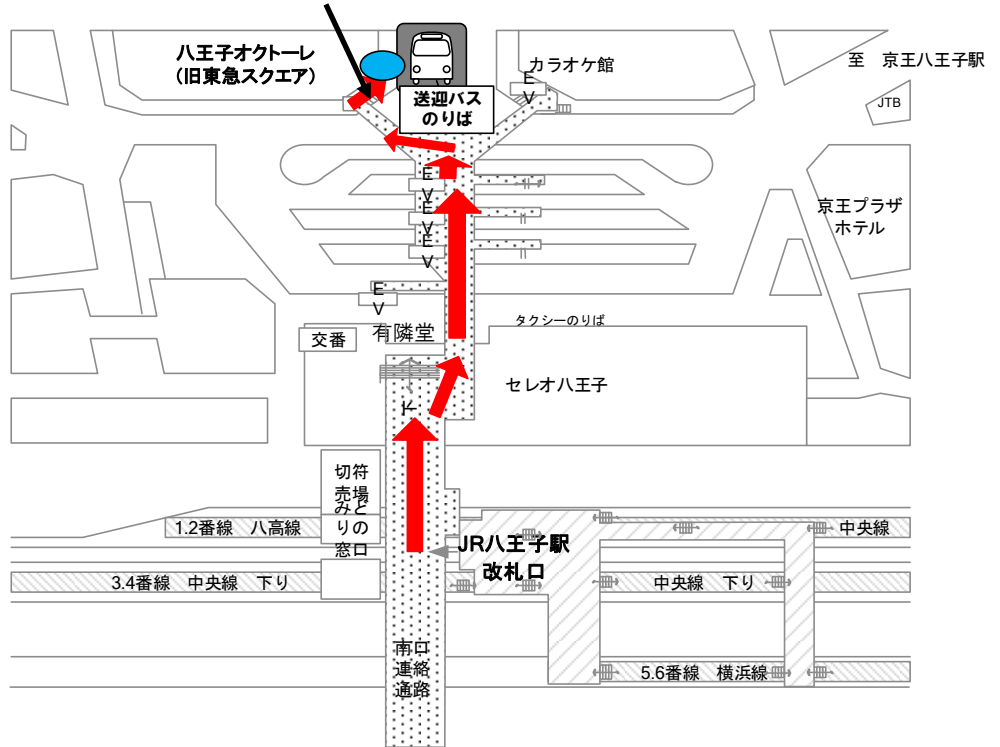 八王子オクトーレ
（旧東急スクエア）
カラオケ館
EV
至　京王八王子駅
JTB
送迎バス
のりば
EV
EV
EV
京王プラザ
ホテル
EV
有隣堂
タクシーのりば
交番
セレオ八王子
下
切符
売場
みど
りの
窓口
1.2番線　八高線
中央線
JR八王子駅
改札口
3.4番線　中央線　下り
中央線　下り
南口
連絡
通路
5.6番線　横浜線